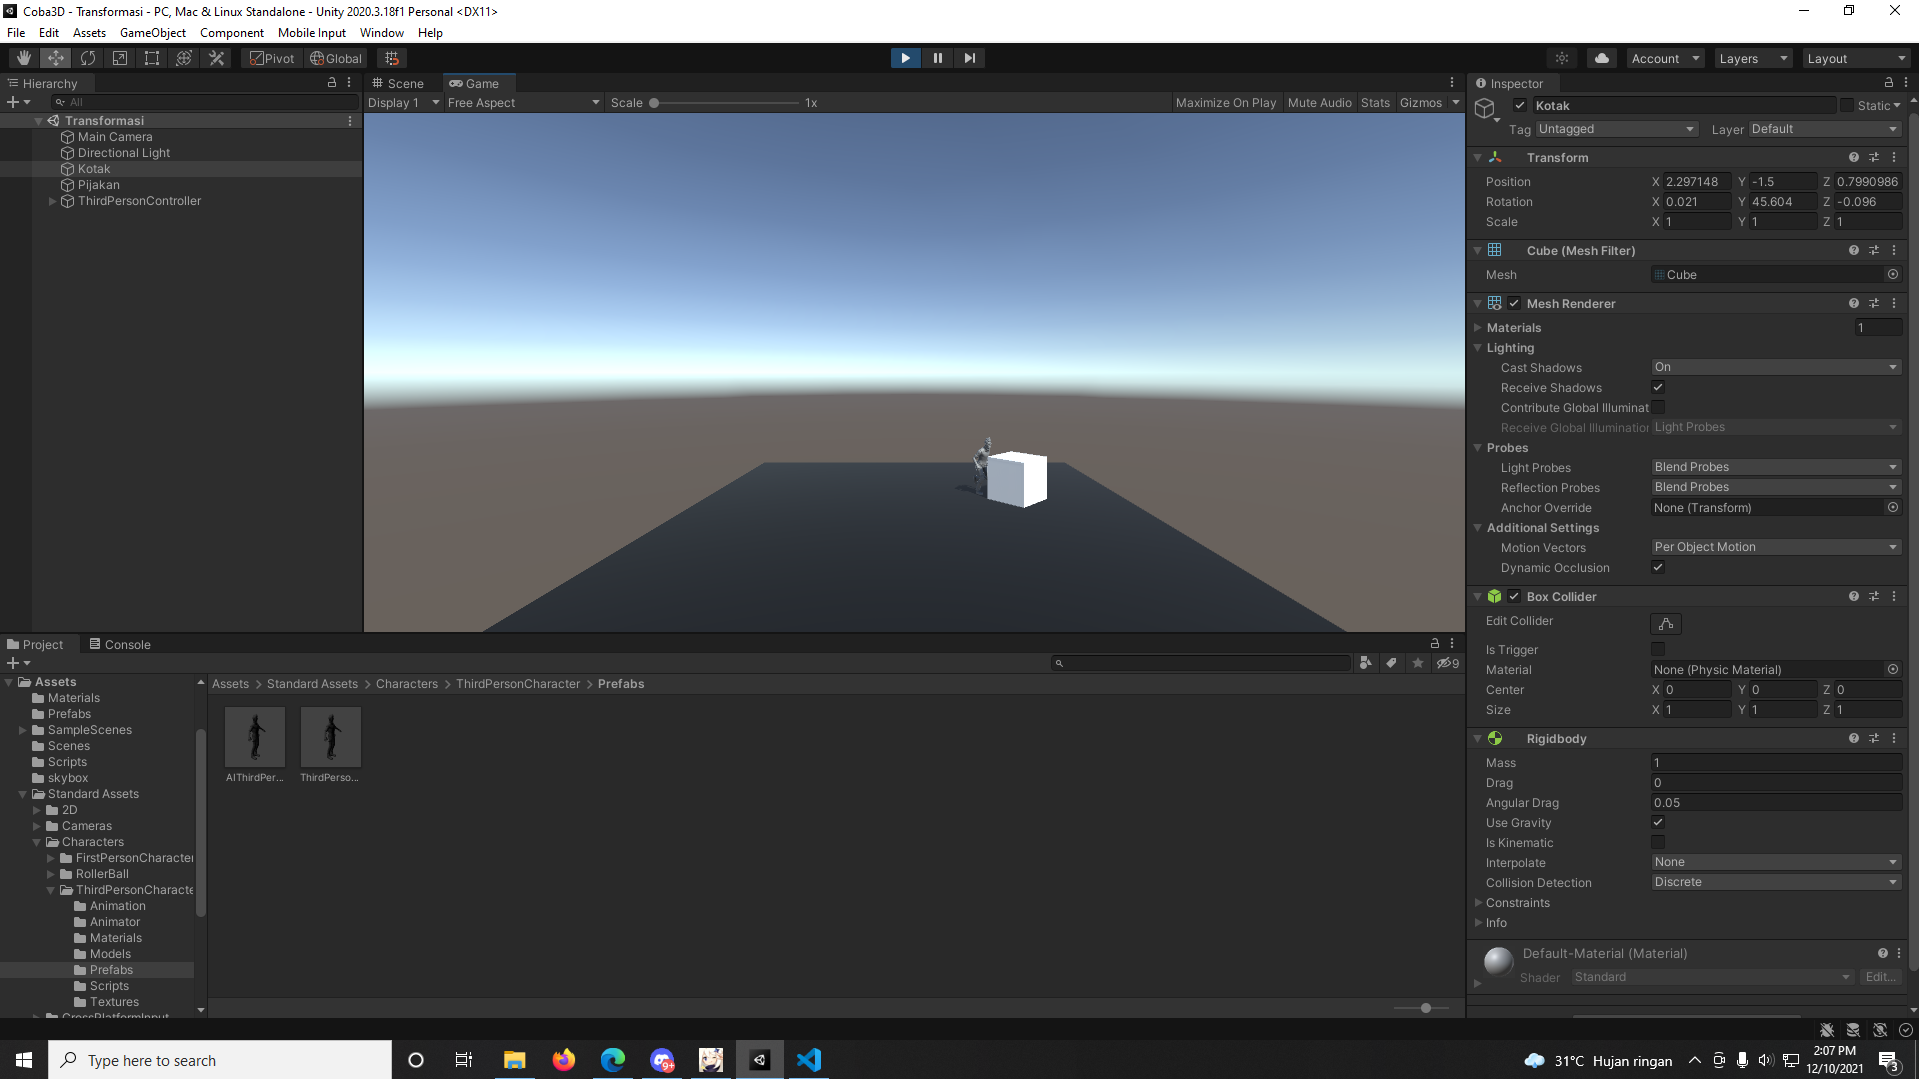 Coba3D - Transformasi - PC, Mac & Linux Standalone - Unity 2020.3.18f1 Personal <DX11>
File Edit Assets GameObject Component Mobile Input Window Help
Pivot Global Account Layers Layout
Hierarchy
All
Transformasi
Main Camera
Directional Light
Kotak
Pijakan
ThirdPersonController
Scene Game
Display 1 Free Aspect Scale 1x Maximize On Play Mute Audio Stats Gizmos
Inspector
Kotak Static
Tag Untagged Layer Default
Transform
Position X 2.297148 Y -1.5 Z 0.7990986
Rotation X 0.021 Y 45.604 Z -0.096
Scale X 1 Y 1 Z 1
Cube (Mesh Filter)
Mesh Cube
Mesh Renderer
Materials 1
Lighting
Cast Shadows On
Receive Shadows
Contribute Global Illuminat
Receive Global Illumination Light Probes
Probes
Light Probes Blend Probes
Reflection Probes Blend Probes
Anchor Override None (Transform)
Additional Settings
Motion Vectors Per Object Motion
Dynamic Occlusion
Box Collider
Edit Collider
Is Trigger
Material None (Physic Material)
Center X 0 Y 0 Z 0
Size X 1 Y 1 Z 1
Rigidbody
Mass 1
Drag 0
Angular Drag 0.05
Use Gravity
Is Kinematic
Interpolate None
Collision Detection Discrete
Constraints
Info
Default-Material (Material)
Shader Standard Edit...
Project Console
9
Assets
Materials
Prefabs
SampleScenes
Scenes
Scripts
skybox
Standard Assets
2D
Cameras
Characters
FirstPersonCharacter
RollerBall
ThirdPersonCharacte
Animation
Animator
Materials
Models
Prefabs
Scripts
Textures
CrossPlatformInput
Assets > Standard Assets > Characters > ThirdPersonCharacter > Prefabs
AIThirdPer... ThirdPerso...
Type here to search
9+
31°C Hujan ringan
2:07 PM
12/10/2021
3